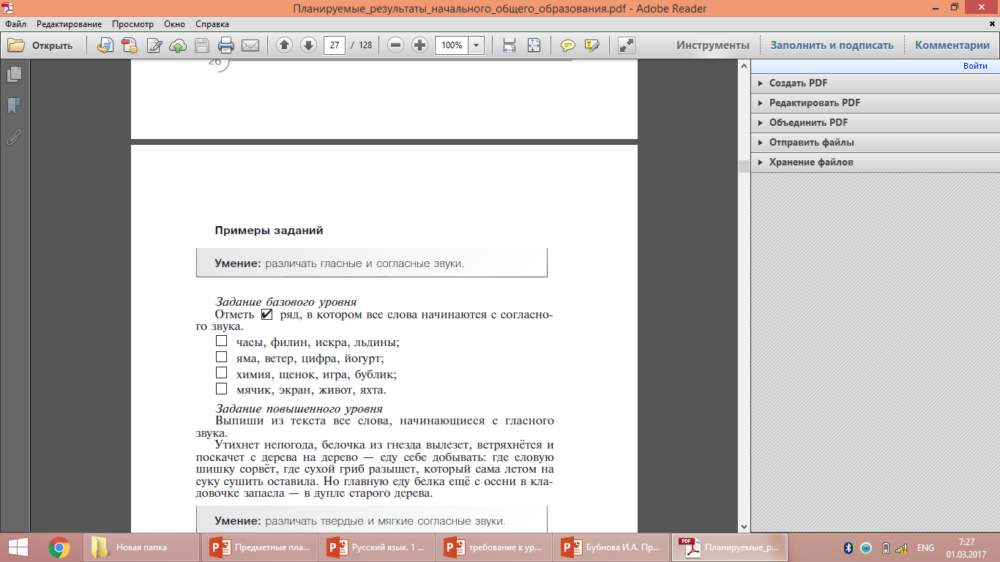 Планируемые_результаты_начального_общего_образования.pdf - Adobe Reader
Файл Редактирование Просмотр Окно Справка
Открыть 27 / 128 100% Инструменты Заполнить и подписать Комментарии
Войти
Создать PDF
Редактировать PDF
Объединить PDF
Отправить файлы
Хранение файлов
26
Примеры заданий
Умение: различать гласные и согласные звуки.
Задание базового уровня
Отметь ✔ ряд, в котором все слова начинаются с согласно-
го звука.
часы, филин, искра, льдины;
яма, ветер, цифра, йогурт;
химия, щенок, игра, бублик;
мячик, экран, живот, яхта.
Задание повышенного уровня
Выпиши из текста все слова, начинающиеся с гласного
звука.
Утихнет непогода, белочка из гнезда вылезет, встряхнётся и
поскачет с дерева на дерево — еду себе добывать: где еловую
шишку сорвёт, где сухой гриб разыщет, который сама летом на
суку сушить оставила. Но главную еду белка ещё с осени в кла-
довочке запасла — в дупле старого дерева.
Умение: различать твердые и мягкие согласные звуки.
Новая папка Предметные пла... Русский язык. 1 ... требование к ур... Бубнова И.А. Пр... Планируемые_р... ENG 7:27
01.03.2017